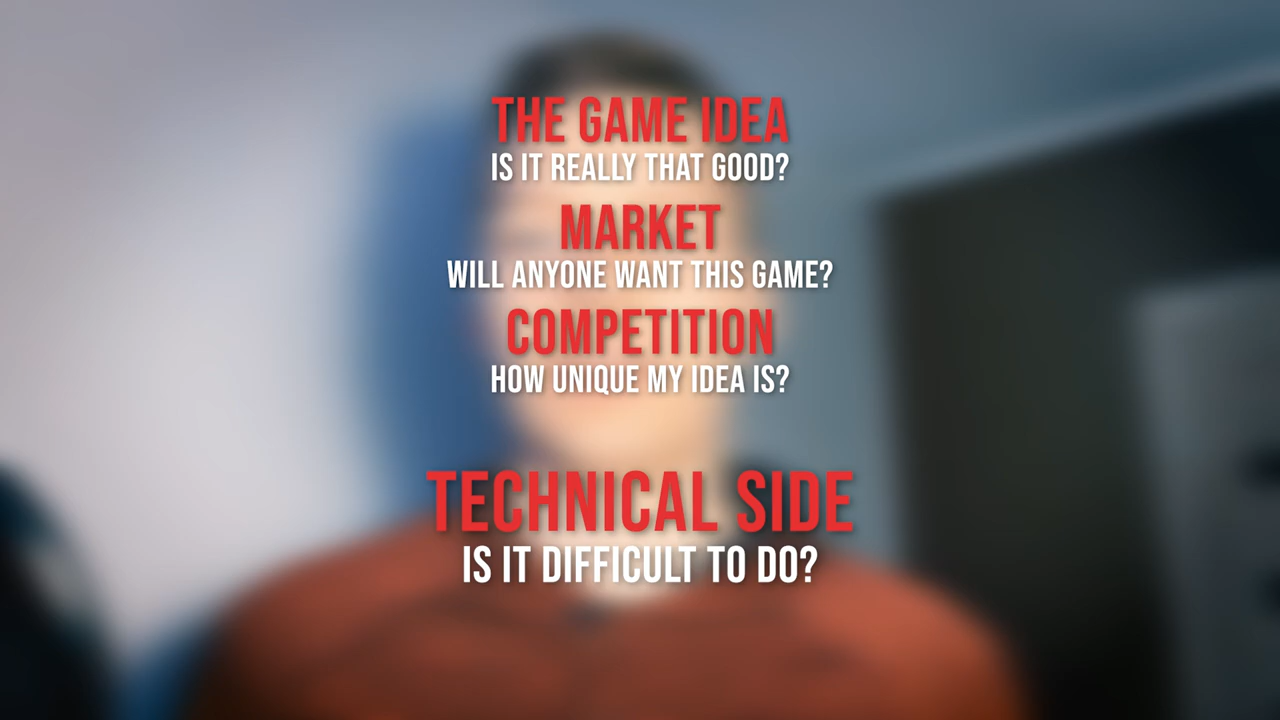 THE GAME IDEA
IS IT REALLY THAT GOOD?
MARKET
WILL ANYONE WANT THIS GAME?
COMPETITION
HOW UNIQUE MY IDEA IS?
TECHNICAL SIDE
IS IT DIFFICULT TO DO?